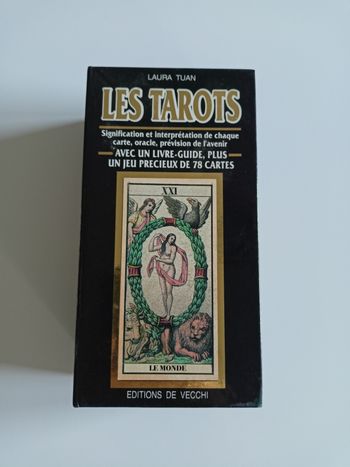 LAURA TUAN
LES TAROTS
Signification et interprétation de chaque
carte, oracle, prévision de l'avenir
AVEC UN LIVRE-GUIDE, PLUS
UN JEU PRECIEUX DE 78 CARTES
XXI
LE MONDE
EDITIONS DE VECCHI